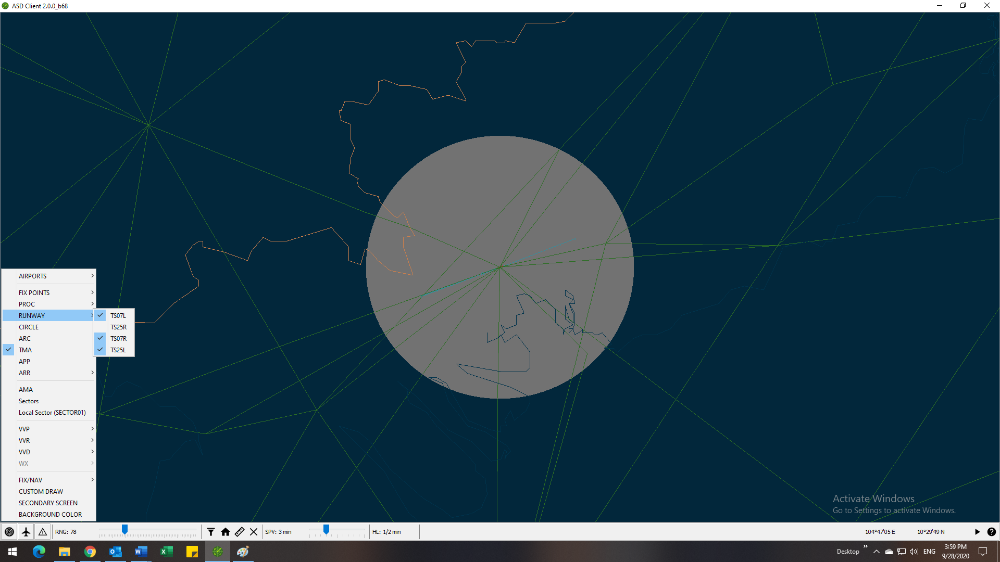 ASD Client 2.0.0_b68
AIRPORTS
FIX POINTS
PROC
RUNWAY
CIRCLE
ARC
TMA
APP
ARR
AMA
Sectors
Local Sector (SECTOR01)
VVP
VVR
VVD
WX
FIX/NAV
CUSTOM DRAW
SECONDARY SCREEN
BACKGROUND COLOR
TS07L
TS25R
TS07R
TS25L
Activate Windows
Go to Settings to activate Windows.
RNG: 78
SPV: 3 min
HL: 1/2 min
104°47'05 E
10°29'49 N
Desktop
ENG
3:59 PM
9/28/2020